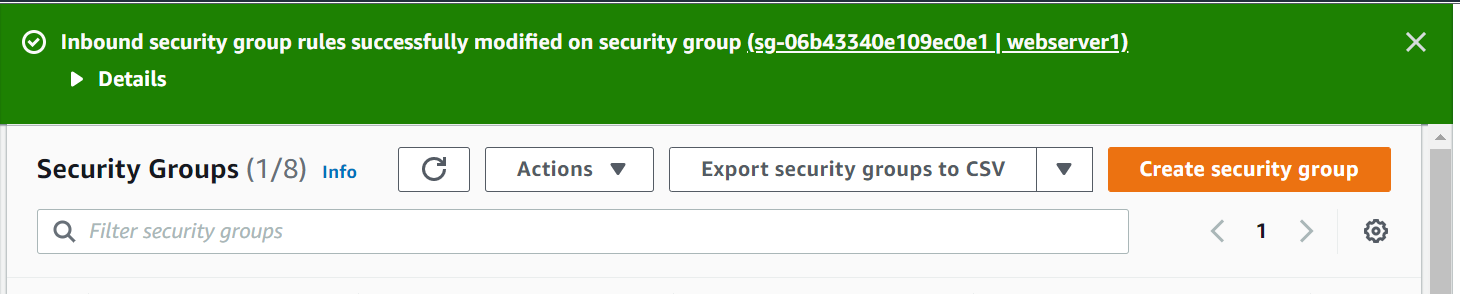 Inbound security group rules successfully modified on security group (sg-06b43340e109ec0e1 | webserver1)
Details
Security Groups (1/8) Info Actions Export security groups to CSV Create security group
Filter security groups 1